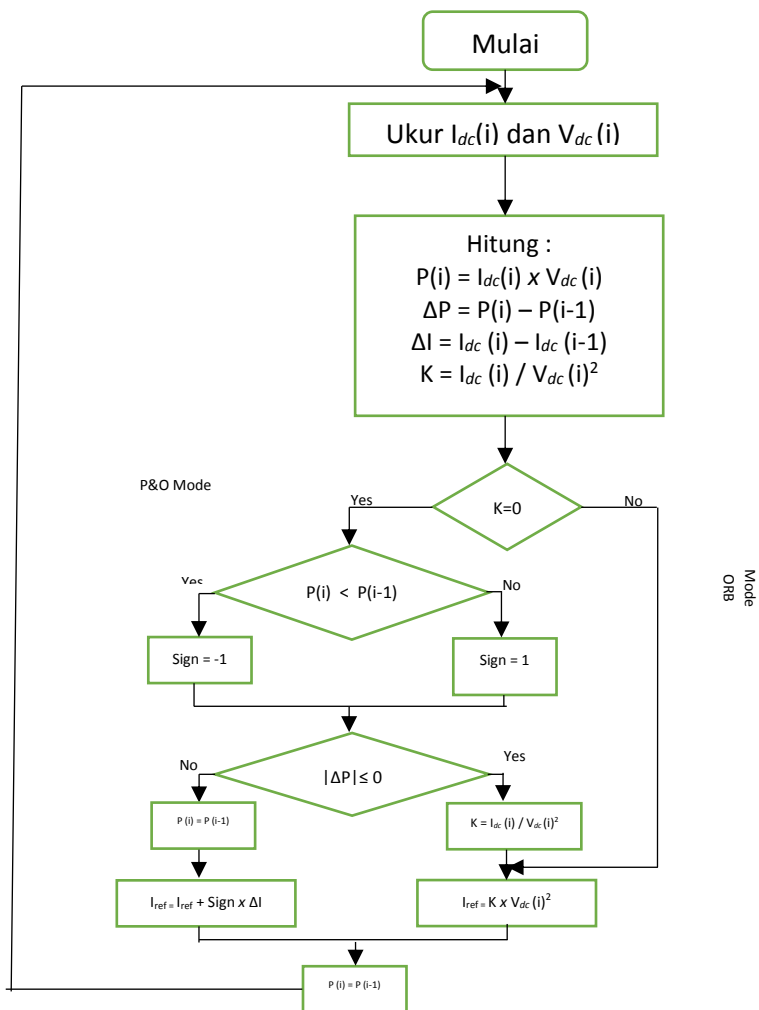 Mulai
Ukur Idc(i) dan Vdc (i)
Hitung :
P(i) = Idc(i) x Vdc (i)
ΔP = P(i) – P(i-1)
ΔI = Idc (i) – Idc (i-1)
K = Idc (i) / Vdc (i)²
P&O Mode
Yes
K=0
No
Mode
ORB
Yes
P(i) < P(i-1)
No
Sign = -1
Sign = 1
No
|ΔP|≤ 0
Yes
P (i) = P (i-1)
K = Idc (i) / Vdc (i)²
Iref = Iref + Sign x ΔI
Iref = K x Vdc (i)²
P (i) = P (i-1)